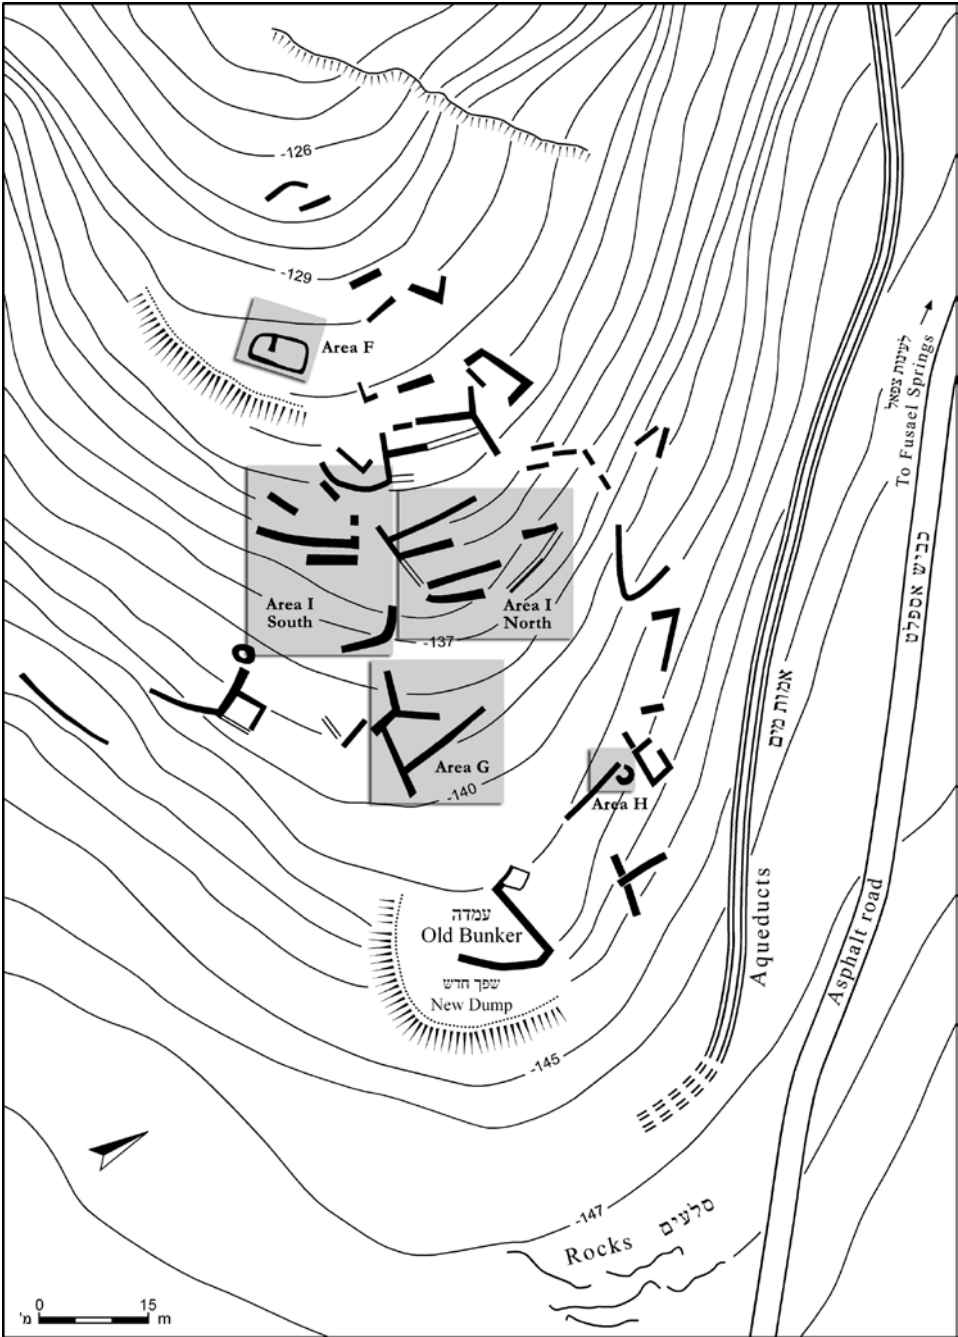 -126
-129
Area F
לעינות צפאל
To Fusael Springs
כביש אספלט
Area I
South
Area I
North
-137
אמות מים
Area G
-140
Area H
עמדה
Old Bunker
שפך חדש
New Dump
Aqueducts
Asphalt road
-145
-147
סלעים
Rocks
0 15
מ' m